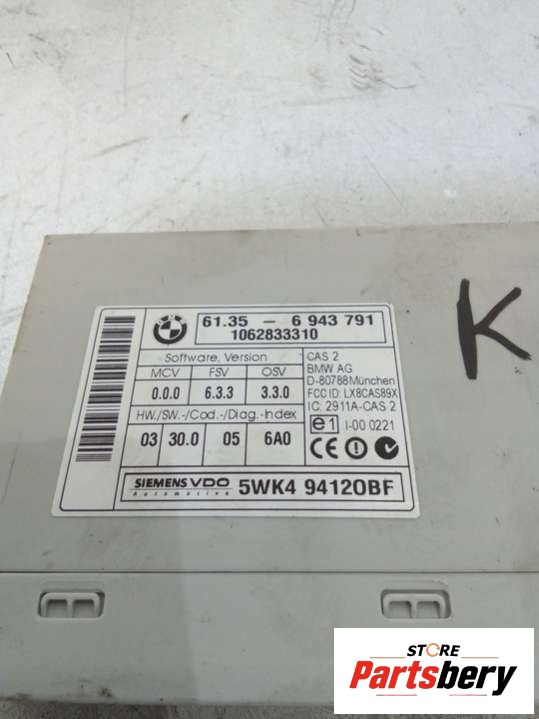 61.35 - 6 943 791
1062833310
K
Software, Version
MCV FSV OSV
0.0.0 6.3.3 3.3.0
HW./SW.-/Cod.-/Diag.-Index
03 30.0 05 6A0
CAS 2
BMW AG
D-80788 München
FCC ID: LX8CAS89X
IC. 2911A-CAS 2
e1 I-00 0221
CE
SIEMENS VDO
Automotive
5WK4 94120BF
STORE
Partsbery